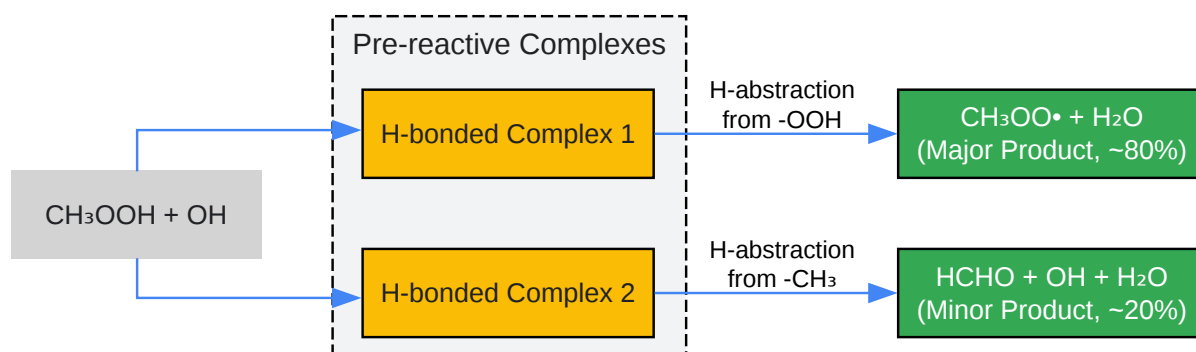 Pre-reactive Complexes
CH₃OOH + OH
H-bonded Complex 1
H-abstraction
from -OOH
CH₃OO• + H₂O
(Major Product, ~80%)
H-bonded Complex 2
H-abstraction
from -CH₃
HCHO + OH + H₂O
(Minor Product, ~20%)